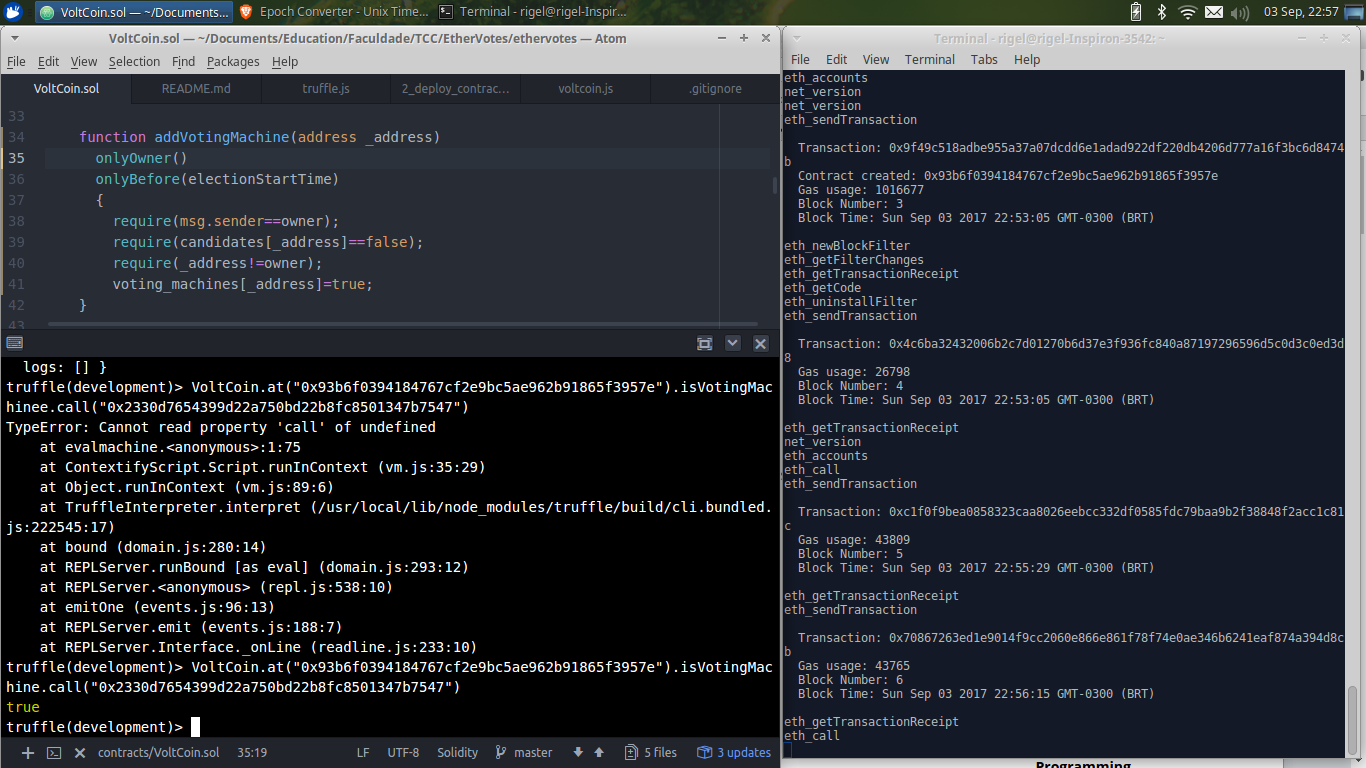 VoltCoin.sol — ~/Documents...
Epoch Converter - Unix Time...
Terminal - rigel@rigel-Inspir...
03 Sep, 22:57
VoltCoin.sol — ~/Documents/Education/Faculdade/TCC/EtherVotes/ethervotes — Atom
File Edit View Selection Find Packages Help
VoltCoin.sol README.md truffle.js 2_deploy_contrac... voltcoin.js .gitignore
33
34 function addVotingMachine(address _address)
35 onlyOwner()
36 onlyBefore(electionStartTime)
37 {
38 require(msg.sender==owner);
39 require(candidates[_address]==false);
40 require(_address!=owner);
41 voting_machines[_address]=true;
42 }
43
logs: [] }
truffle(development)> VoltCoin.at("0x93b6f0394184767cf2e9bc5ae962b91865f3957e").isVotingMac
hinee.call("0x2330d7654399d22a750bd22b8fc8501347b7547")
TypeError: Cannot read property 'call' of undefined
at evalmachine.<anonymous>:1:75
at ContextifyScript.Script.runInContext (vm.js:35:29)
at Object.runInContext (vm.js:89:6)
at TruffleInterpreter.interpret (/usr/local/lib/node_modules/truffle/build/cli.bundled.
js:222545:17)
at bound (domain.js:280:14)
at REPLServer.runBound [as eval] (domain.js:293:12)
at REPLServer.<anonymous> (repl.js:538:10)
at emitOne (events.js:96:13)
at REPLServer.emit (events.js:188:7)
at REPLServer.Interface._onLine (readline.js:233:10)
truffle(development)> VoltCoin.at("0x93b6f0394184767cf2e9bc5ae962b91865f3957e").isVotingMac
hine.call("0x2330d7654399d22a750bd22b8fc8501347b7547")
true
truffle(development)>
contracts/VoltCoin.sol 35:19 LF UTF-8 Solidity master 5 files 3 updates
Terminal - rigel@rigel-Inspiron-3542: ~
File Edit View Terminal Tabs Help
eth_accounts
net_version
net_version
eth_sendTransaction
Transaction: 0x9f49c518adbe955a37a07dcdd6e1adad922df220db4206d777a16f3bc6d8474
b
Contract created: 0x93b6f0394184767cf2e9bc5ae962b91865f3957e
Gas usage: 1016677
Block Number: 3
Block Time: Sun Sep 03 2017 22:53:05 GMT-0300 (BRT)
eth_newBlockFilter
eth_getFilterChanges
eth_getTransactionReceipt
eth_getCode
eth_uninstallFilter
eth_sendTransaction
Transaction: 0x4c6ba32432006b2c7d01270b6d37e3f936fc840a87197296596d5c0d3c0ed3d
8
Gas usage: 26798
Block Number: 4
Block Time: Sun Sep 03 2017 22:53:05 GMT-0300 (BRT)
eth_getTransactionReceipt
net_version
eth_accounts
eth_call
eth_sendTransaction
Transaction: 0xc1f0f9bea0858323caa8026eebcc332df0585fdc79baa9b2f38848f2acc1c81
c
Gas usage: 43809
Block Number: 5
Block Time: Sun Sep 03 2017 22:55:29 GMT-0300 (BRT)
eth_getTransactionReceipt
eth_sendTransaction
Transaction: 0x70867263ed1e9014f9cc2060e866e861f78f74e0ae346b6241eaf874a394d8c
b
Gas usage: 43765
Block Number: 6
Block Time: Sun Sep 03 2017 22:56:15 GMT-0300 (BRT)
eth_getTransactionReceipt
eth_call
Programming